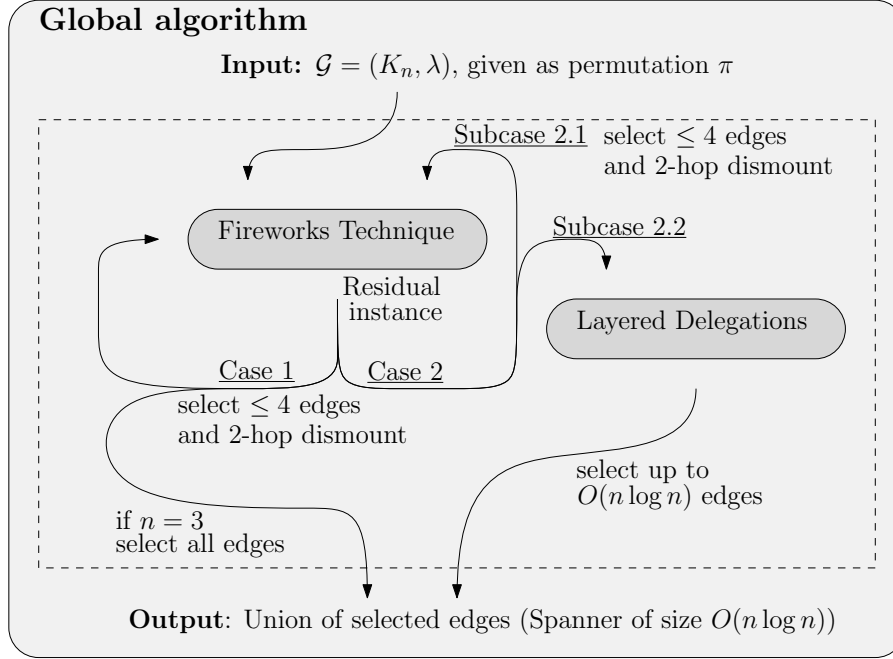 Global algorithm
Input: 𝒢 = (Kₙ, λ), given as permutation π
Subcase 2.1 select ≤ 4 edges
and 2-hop dismount
Fireworks Technique
Subcase 2.2
Residual
instance
Layered Delegations
Case 1
Case 2
select ≤ 4 edges
and 2-hop dismount
select up to
O(n log n) edges
if n = 3
select all edges
Output: Union of selected edges (Spanner of size O(n log n))